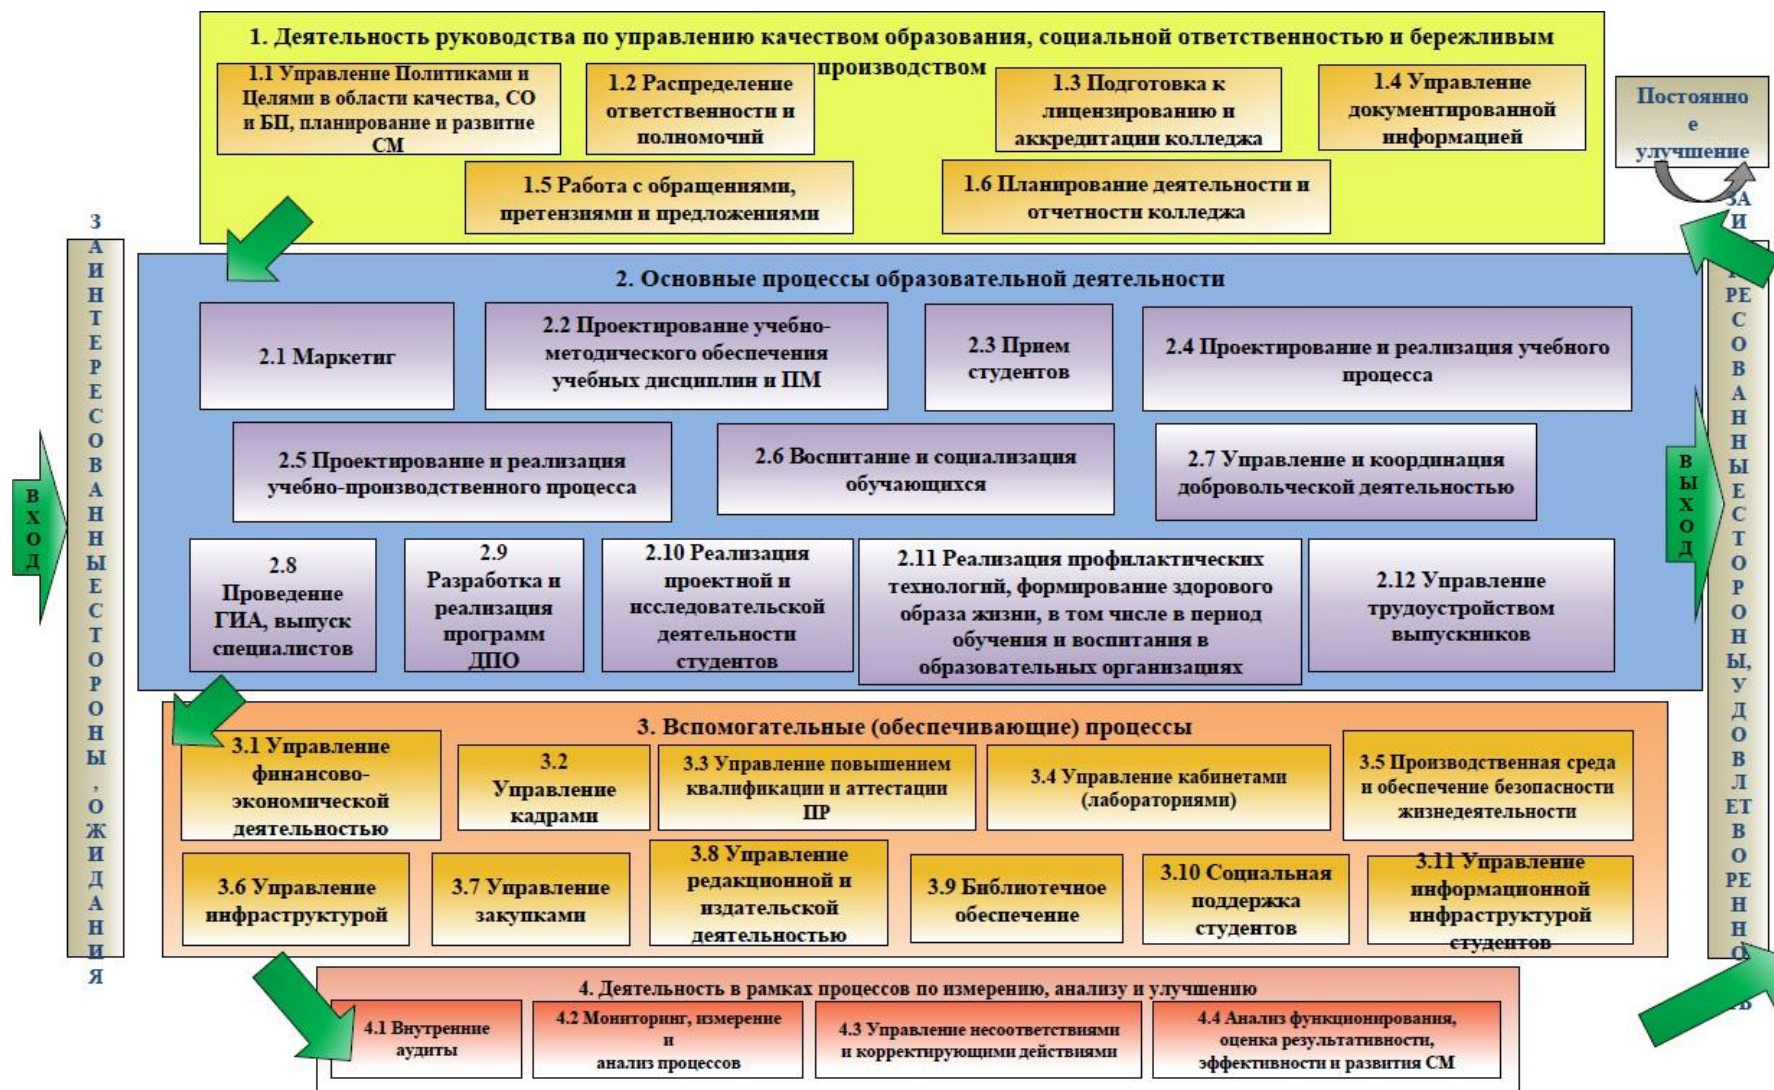 1. Деятельность руководства по управлению качеством образования, социальной ответственностью и бережливым
производством
1.1 Управление Политиками и
Целями в области качества, СО
и БП, планирование и развитие
СМ
1.2 Распределение
ответственности и
полномочий
1.3 Подготовка к
лицензированию и
аккредитации колледжа
1.4 Управление
документированной
информацией
1.5 Работа с обращениями,
претензиями и предложениями
1.6 Планирование деятельности и
отчетности колледжа
Постоянно
е
улучшение
ЗАИНТЕРЕСОВАННЫЕ СТОРОНЫ, ОЖИДАНИЯ
ВХОД
2. Основные процессы образовательной деятельности
2.1 Маркетиг
2.2 Проектирование учебно-
методического обеспечения
учебных дисциплин и ПМ
2.3 Прием
студентов
2.4 Проектирование и реализация учебного
процесса
2.5 Проектирование и реализация
учебно-производственного процесса
2.6 Воспитание и социализация
обучающихся
2.7 Управление и координация
добровольческой деятельностью
2.8
Проведение
ГИА, выпуск
специалистов
2.9
Разработка и
реализация
программ
ДПО
2.10 Реализация
проектной и
исследовательской
деятельности
студентов
2.11 Реализация профилактических
технологий, формирование здорового
образа жизни, в том числе в период
обучения и воспитания в
образовательных организациях
2.12 Управление
трудоустройством
выпускников
3. Вспомогательные (обеспечивающие) процессы
3.1 Управление
финансово-
экономической
деятельностью
3.2
Управление
кадрами
3.3 Управление повышением
квалификации и аттестации
ПР
3.4 Управление кабинетами
(лабораториями)
3.5 Производственная среда
и обеспечение безопасности
жизнедеятельности
3.6 Управление
инфраструктурой
3.7 Управление
закупками
3.8 Управление
редакционной и
издательской
деятельностью
3.9 Библиотечное
обеспечение
3.10 Социальная
поддержка
студентов
3.11 Управление
информационной
инфраструктурой
студентов
4. Деятельность в рамках процессов по измерению, анализу и улучшению
4.1 Внутренние
аудиты
4.2 Мониторинг, измерение
и
анализ процессов
4.3 Управление несоответствиями
и корректирующими действиями
4.4 Анализ функционирования,
оценка результативности,
эффективности и развития СМ
ВЫХОД
ЗАИНТЕРЕСОВАННЫЕ СТОРОНЫ, УДОВЛЕТВОРЕННОСТЬ